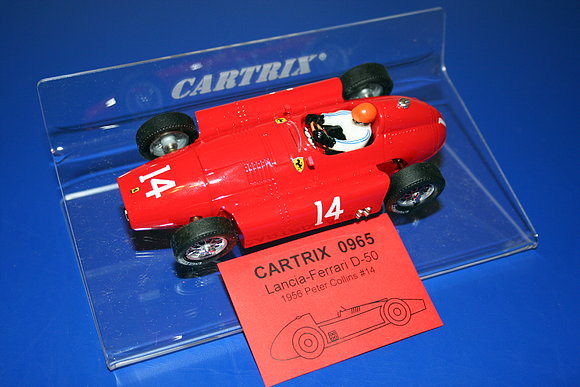 CARTRIX®
14
14
CARTRIX 0965
Lancia-Ferrari D-50
1956 Peter Collins #14